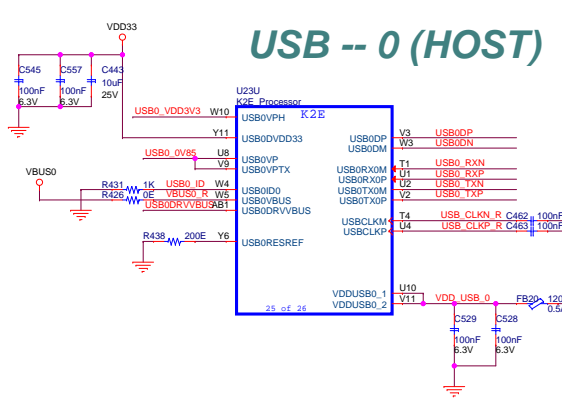 USB -- 0 (HOST)
VDD33
C545
100nF
6.3V
C557
100nF
6.3V
C443
10uF
25V
U23U
K2E_Processor
K2E
USB0_VDD3V3 W10 USB0VPH
Y11 USB0DVDD33
USB0_0V85 U8 USB0VP
V9 USB0VPTX
VBUS0
R431 1K USB0_ID W4 USB0ID0
R426 0E VBUS0_R W5 USB0VBUS
USB0DRVVBUS AB1 USB0DRVVBUS
R438 200E Y6 USB0RESREF
USB0DP V3 USB0DP
USB0DM W3 USB0DN
USB0RX0M T1 USB0_RXN
USB0RX0P U1 USB0_RXP
USB0TX0M U2 USB0_TXN
USB0TX0P V2 USB0_TXP
USBCLKM T4 USB_CLKN_R C462 100nF
USBCLKP U4 USB_CLKP_R C463 100nF
VDDUSB0_1 U10
VDDUSB0_2 V11 VDD_USB_0 FB20 120
25 of 26
C529
100nF
6.3V
C528
100nF
6.3V